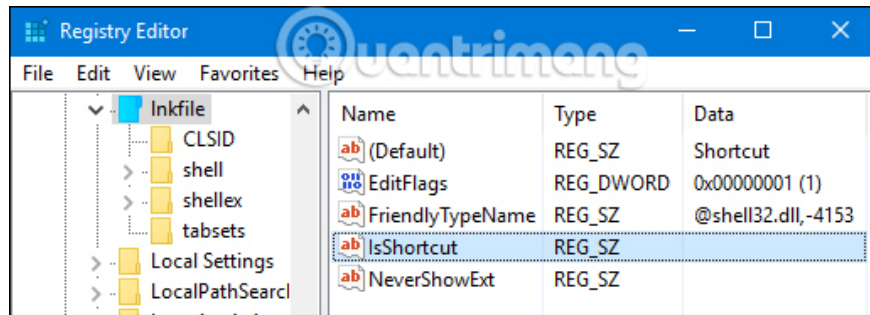 Registry Editor
Quantrimang
File Edit View Favorites Help
lnkfile
CLSID
shell
shellex
tabsets
Local Settings
LocalPathSearcl
Name Type Data
(Default) REG_SZ Shortcut
EditFlags REG_DWORD 0x00000001 (1)
FriendlyTypeName REG_SZ @shell32.dll,-4153
IsShortcut REG_SZ
NeverShowExt REG_SZ